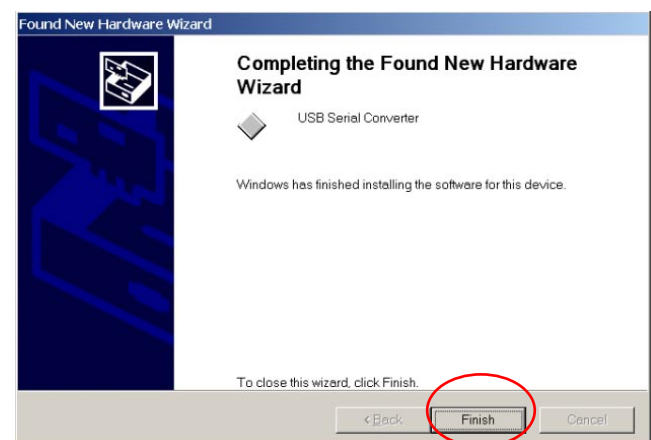 Found New Hardware Wizard
Completing the Found New Hardware
Wizard
USB Serial Converter
Windows has finished installing the software for this device.
To close this wizard, click Finish.
< Back
Finish
Cancel